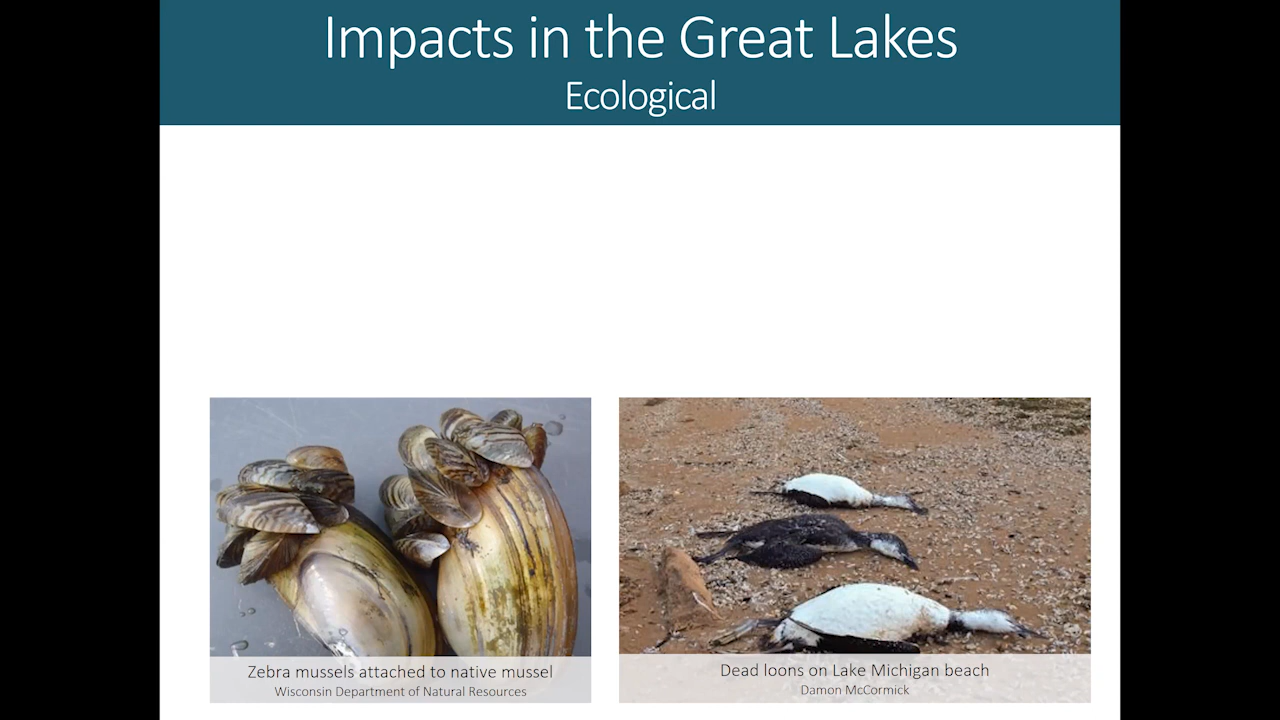 Impacts in the Great Lakes
Ecological
Zebra mussels attached to native mussel
Wisconsin Department of Natural Resources
Dead loons on Lake Michigan beach
Damon McCormick